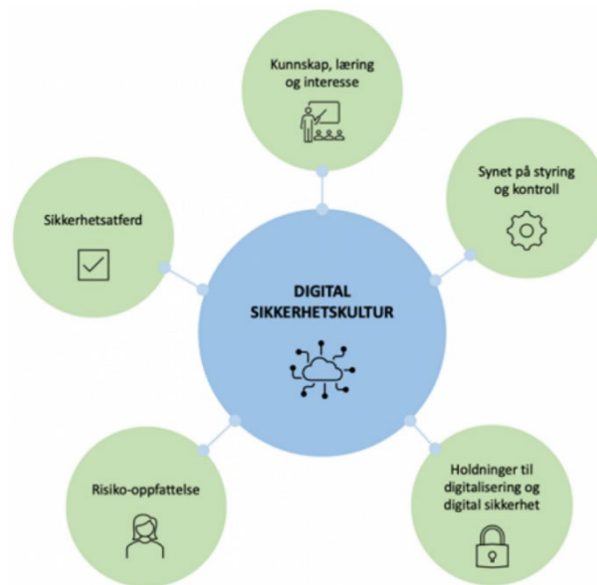 Kunnskap, læring
og interesse
Synet på styring
og kontroll
Sikkerhetsatferd
DIGITAL
SIKKERHETSKULTUR
Risiko-oppfattelse
Holdninger til
digitalisering og
digital sikkerhet